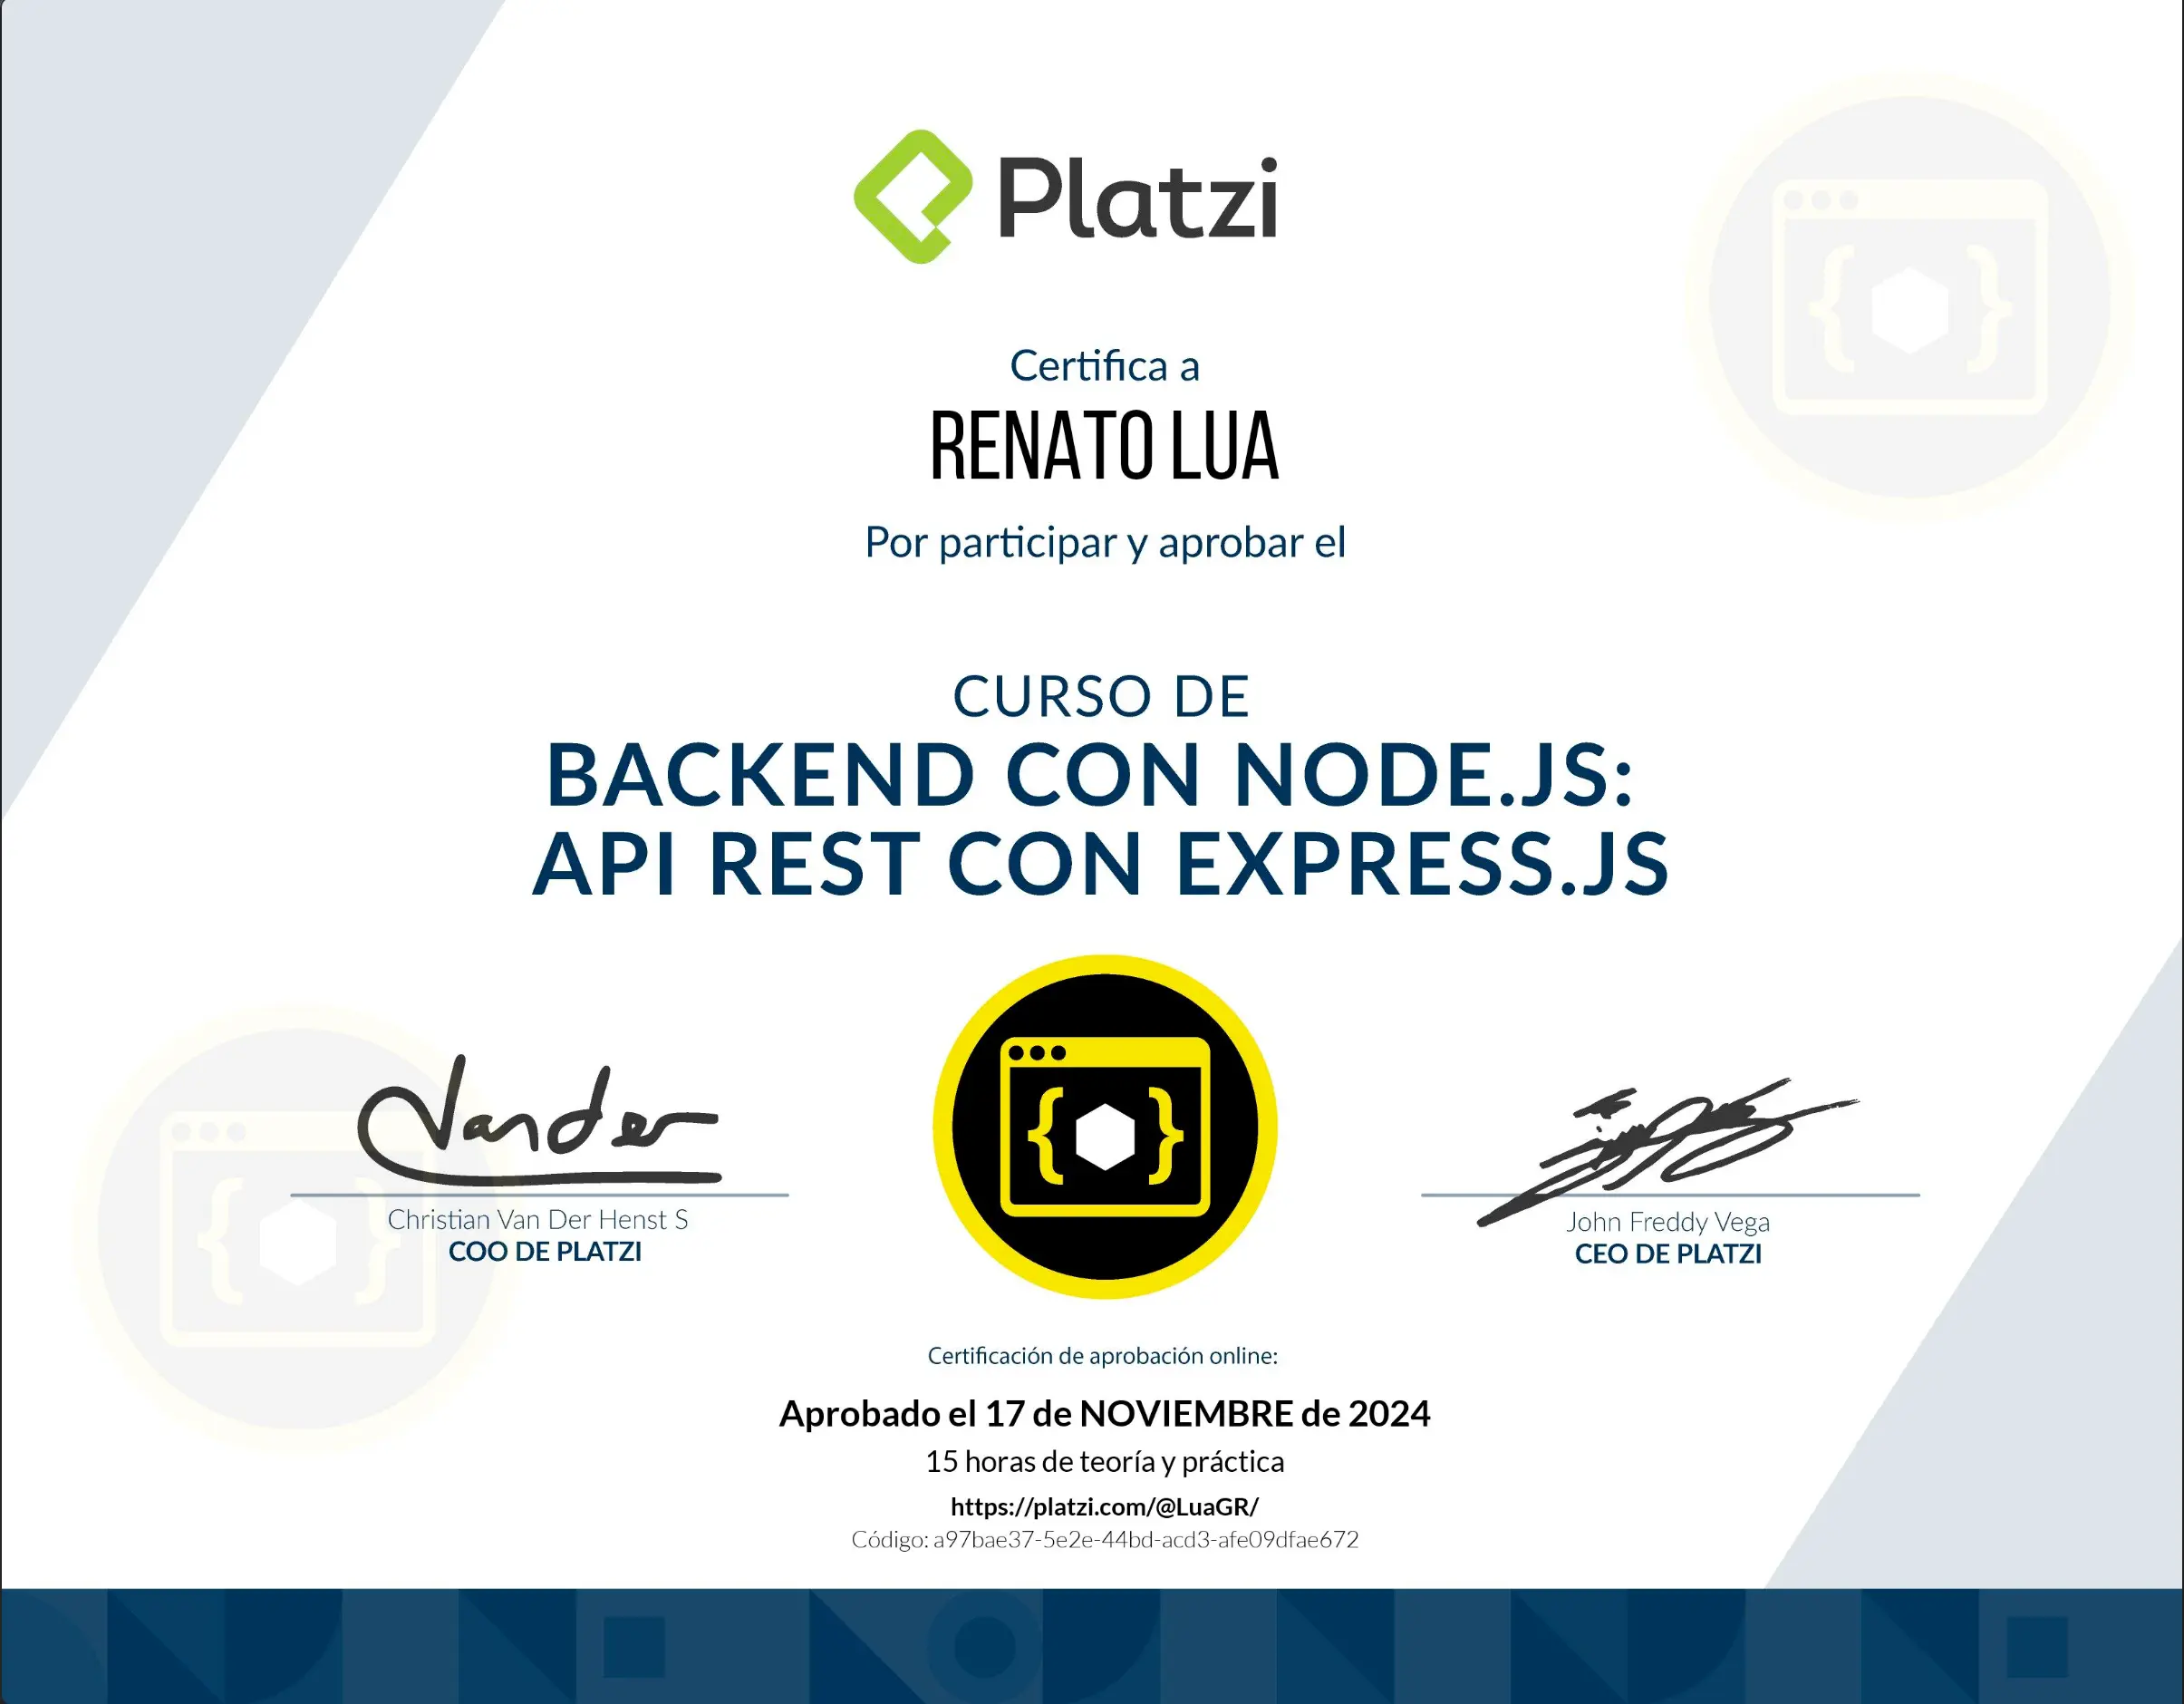 Platzi
Certifica a
RENATO LUA
Por participar y aprobar el
CURSO DE
BACKEND CON NODE.JS:
API REST CON EXPRESS.JS
Vander
Christian Van Der Henst S
COO DE PLATZI
John Freddy Vega
CEO DE PLATZI
Certificación de aprobación online:
Aprobado el 17 de NOVIEMBRE de 2024
15 horas de teoría y práctica
https://platzi.com/@LuaGR/
Código: a97bae37-5e2e-44bd-acd3-afe09dfae672